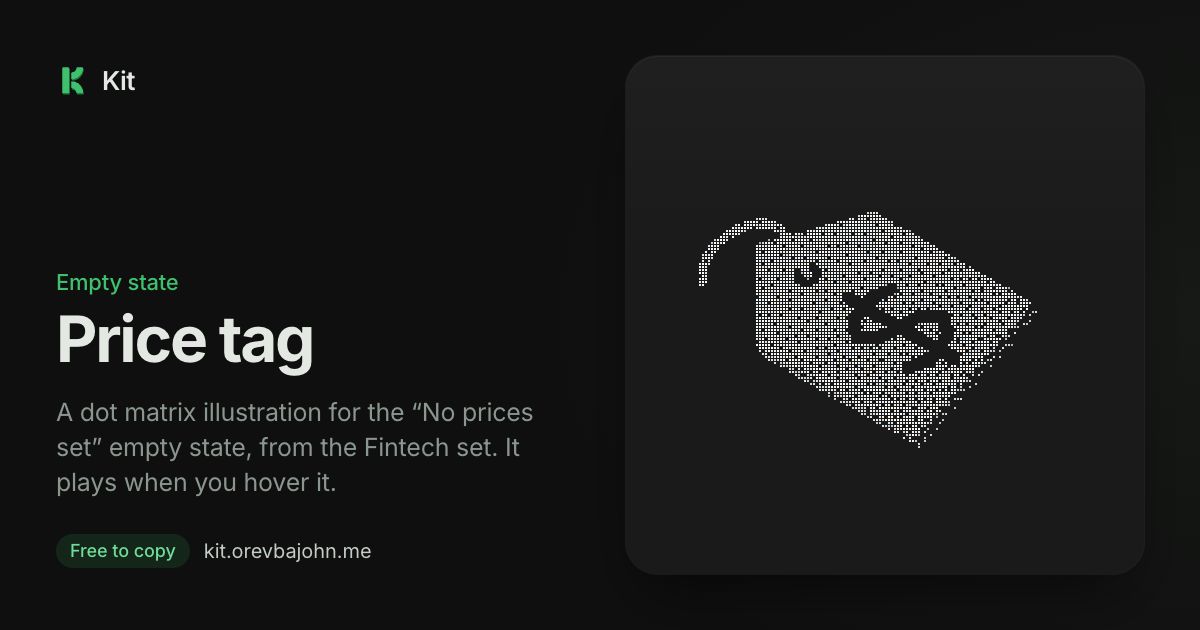 Kit
Empty state
Price tag
A dot matrix illustration for the “No prices
set” empty state, from the Fintech set. It
plays when you hover it.
Free to copy
kit.orevbajohn.me
$